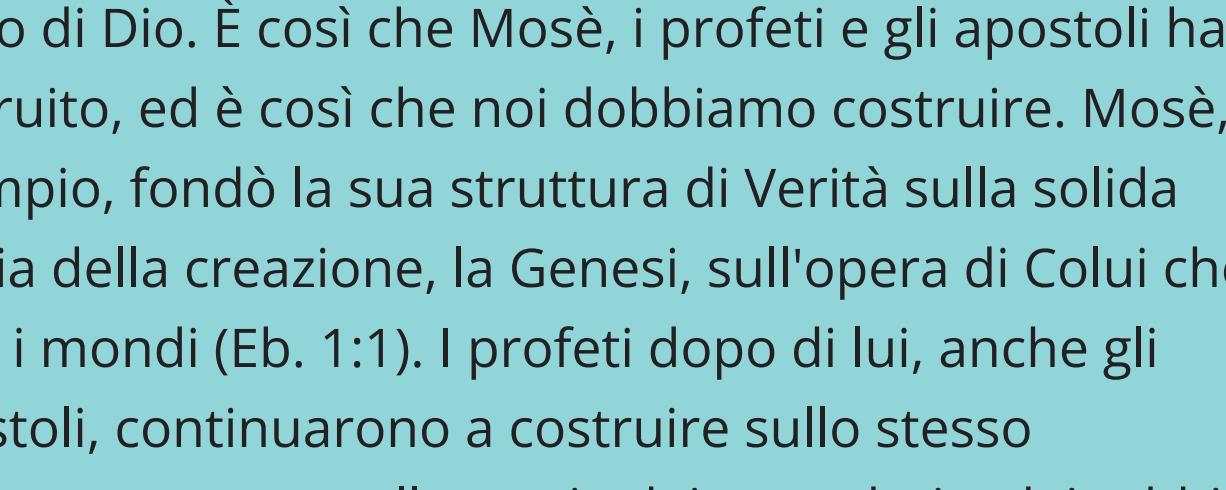 o di Dio. È così che Mosè, i profeti e gli apostoli ha
ruito, ed è così che noi dobbiamo costruire. Mosè,
mpio, fondò la sua struttura di Verità sulla solida
ia della creazione, la Genesi, sull'opera di Colui che
i mondi (Eb. 1:1). I profeti dopo di lui, anche gli
stoli, continuarono a costruire sullo stesso